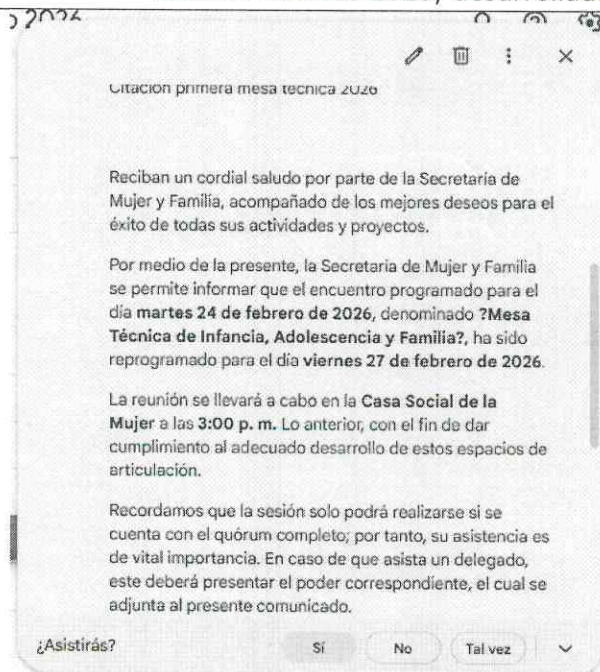 2026
Citación primera mesa técnica 2026
Reciban un cordial saludo por parte de la Secretaría de
Mujer y Familia, acompañado de los mejores deseos para el
éxito de todas sus actividades y proyectos.
Por medio de la presente, la Secretaria de Mujer y Familia
se permite informar que el encuentro programado para el
día martes 24 de febrero de 2026, denominado ?Mesa
Técnica de Infancia, Adolescencia y Familia?, ha sido
reprogramado para el día viernes 27 de febrero de 2026.
La reunión se llevará a cabo en la Casa Social de la
Mujer a las 3:00 p. m. Lo anterior, con el fin de dar
cumplimiento al adecuado desarrollo de estos espacios de
articulación.
Recordamos que la sesión solo podrá realizarse si se
cuenta con el quórum completo; por tanto, su asistencia es
de vital importancia. En caso de que asista un delegado,
este deberá presentar el poder correspondiente, el cual se
adjunta al presente comunicado.
¿Asistirás? Sí No Tal vez